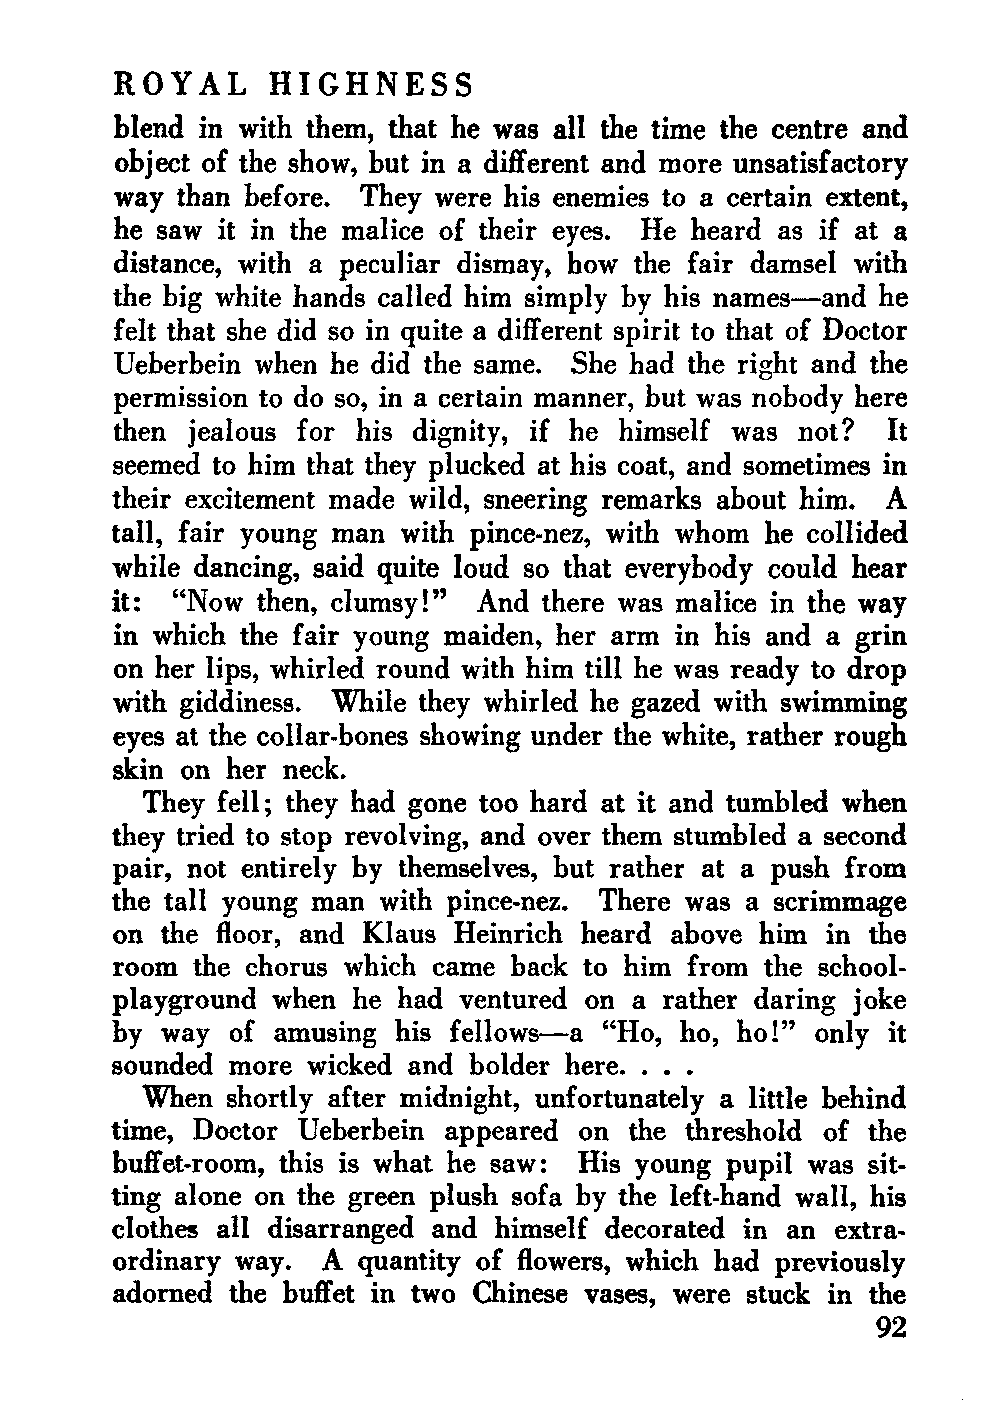 ROYAL HIGHNESS
blend in with them, that he was all the time the centre and
object of the show, but in a different and more unsatisfactory
way than before. They were his enemies to a certain extent,
he saw it in the malice of their eyes. He heard as if at a
distance, with a peculiar dismay, how the fair damsel with
the big white hands called him simply by his names—and he
felt that she did so in quite a different spirit to that of Doctor
Ueberbein when he did the same. She had the right and the
permission to do so, in a certain manner, but was nobody here
then jealous for his dignity, if he himself was not? It
seemed to him that they plucked at his coat, and sometimes in
their excitement made wild, sneering remarks about him. A
tall, fair young man with pince-nez, with whom he collided
while dancing, said quite loud so that everybody could hear
it: “Now then, clumsy!” And there was malice in the way
in which the fair young maiden, her arm in his and a grin
on her lips, whirled round with him till he was ready to drop
with giddiness. While they whirled he gazed with swimming
eyes at the collar-bones showing under the white, rather rough
skin on her neck.
They fell; they had gone too hard at it and tumbled when
they tried to stop revolving, and over them stumbled a second
pair, not entirely by themselves, but rather at a push from
the tall young man with pince-nez. There was a scrimmage
on the floor, and Klaus Heinrich heard above him in the
room the chorus which came back to him from the school-
playground when he had ventured on a rather daring joke
by way of amusing his fellows—a “Ho, ho, ho!” only it
sounded more wicked and bolder here. . . .
When shortly after midnight, unfortunately a little behind
time, Doctor Ueberbein appeared on the threshold of the
buffet-room, this is what he saw: His young pupil was sit-
ting alone on the green plush sofa by the left-hand wall, his
clothes all disarranged and himself decorated in an extra-
ordinary way. A quantity of flowers, which had previously
adorned the buffet in two Chinese vases, were stuck in the
92